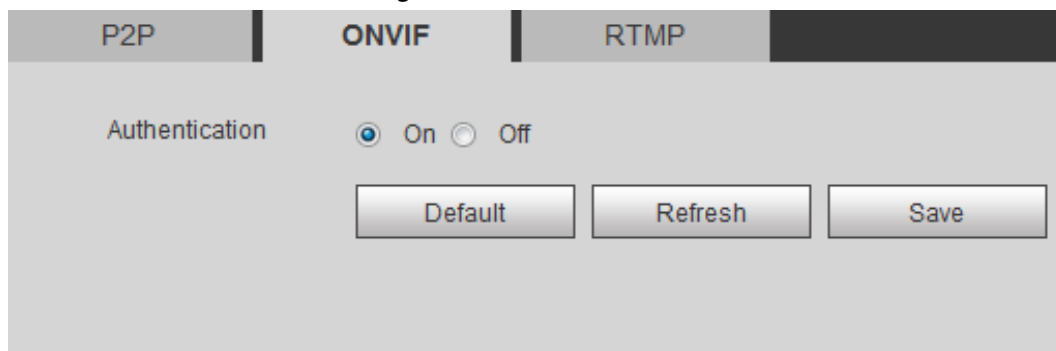 P2P ONVIF RTMP
Authentication On Off
Default Refresh Save